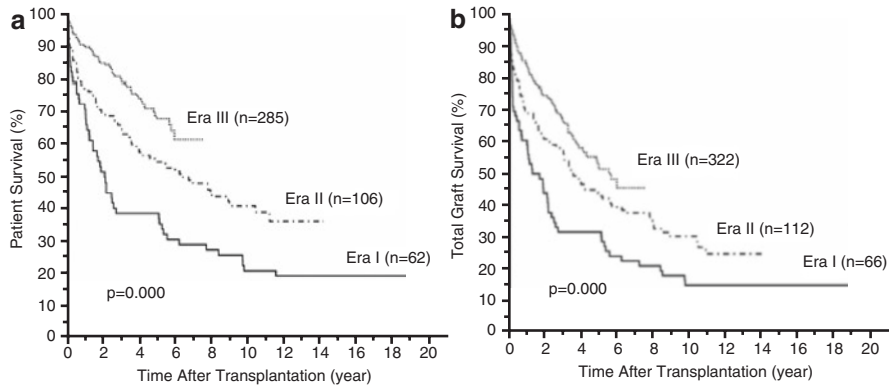 a
Patient Survival (%)
100
90
80
70
60
50
40
30
20
10
0
Era III (n=285)
Era II (n=106)
Era I (n=62)
p=0.000
0 2 4 6 8 10 12 14 16 18 20
Time After Transplantation (year)
b
Total Graft Survival (%)
100
90
80
70
60
50
40
30
20
10
0
Era III (n=322)
Era II (n=112)
Era I (n=66)
p=0.000
0 2 4 6 8 10 12 14 16 18 20
Time After Transplantation (year)